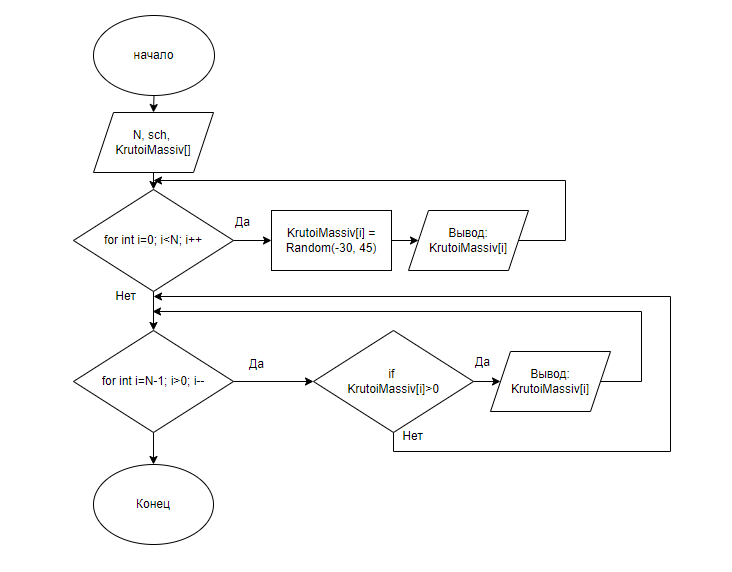 начало
N, sch,
KrutoiMassiv[]
for int i=0; i<N; i++
Да
KrutoiMassiv[i] =
Random(-30, 45)
Вывод:
KrutoiMassiv[i]
Нет
for int i=N-1; i>0; i--
Да
if
KrutoiMassiv[i]>0
Да
Вывод:
KrutoiMassiv[i]
Нет
Конец